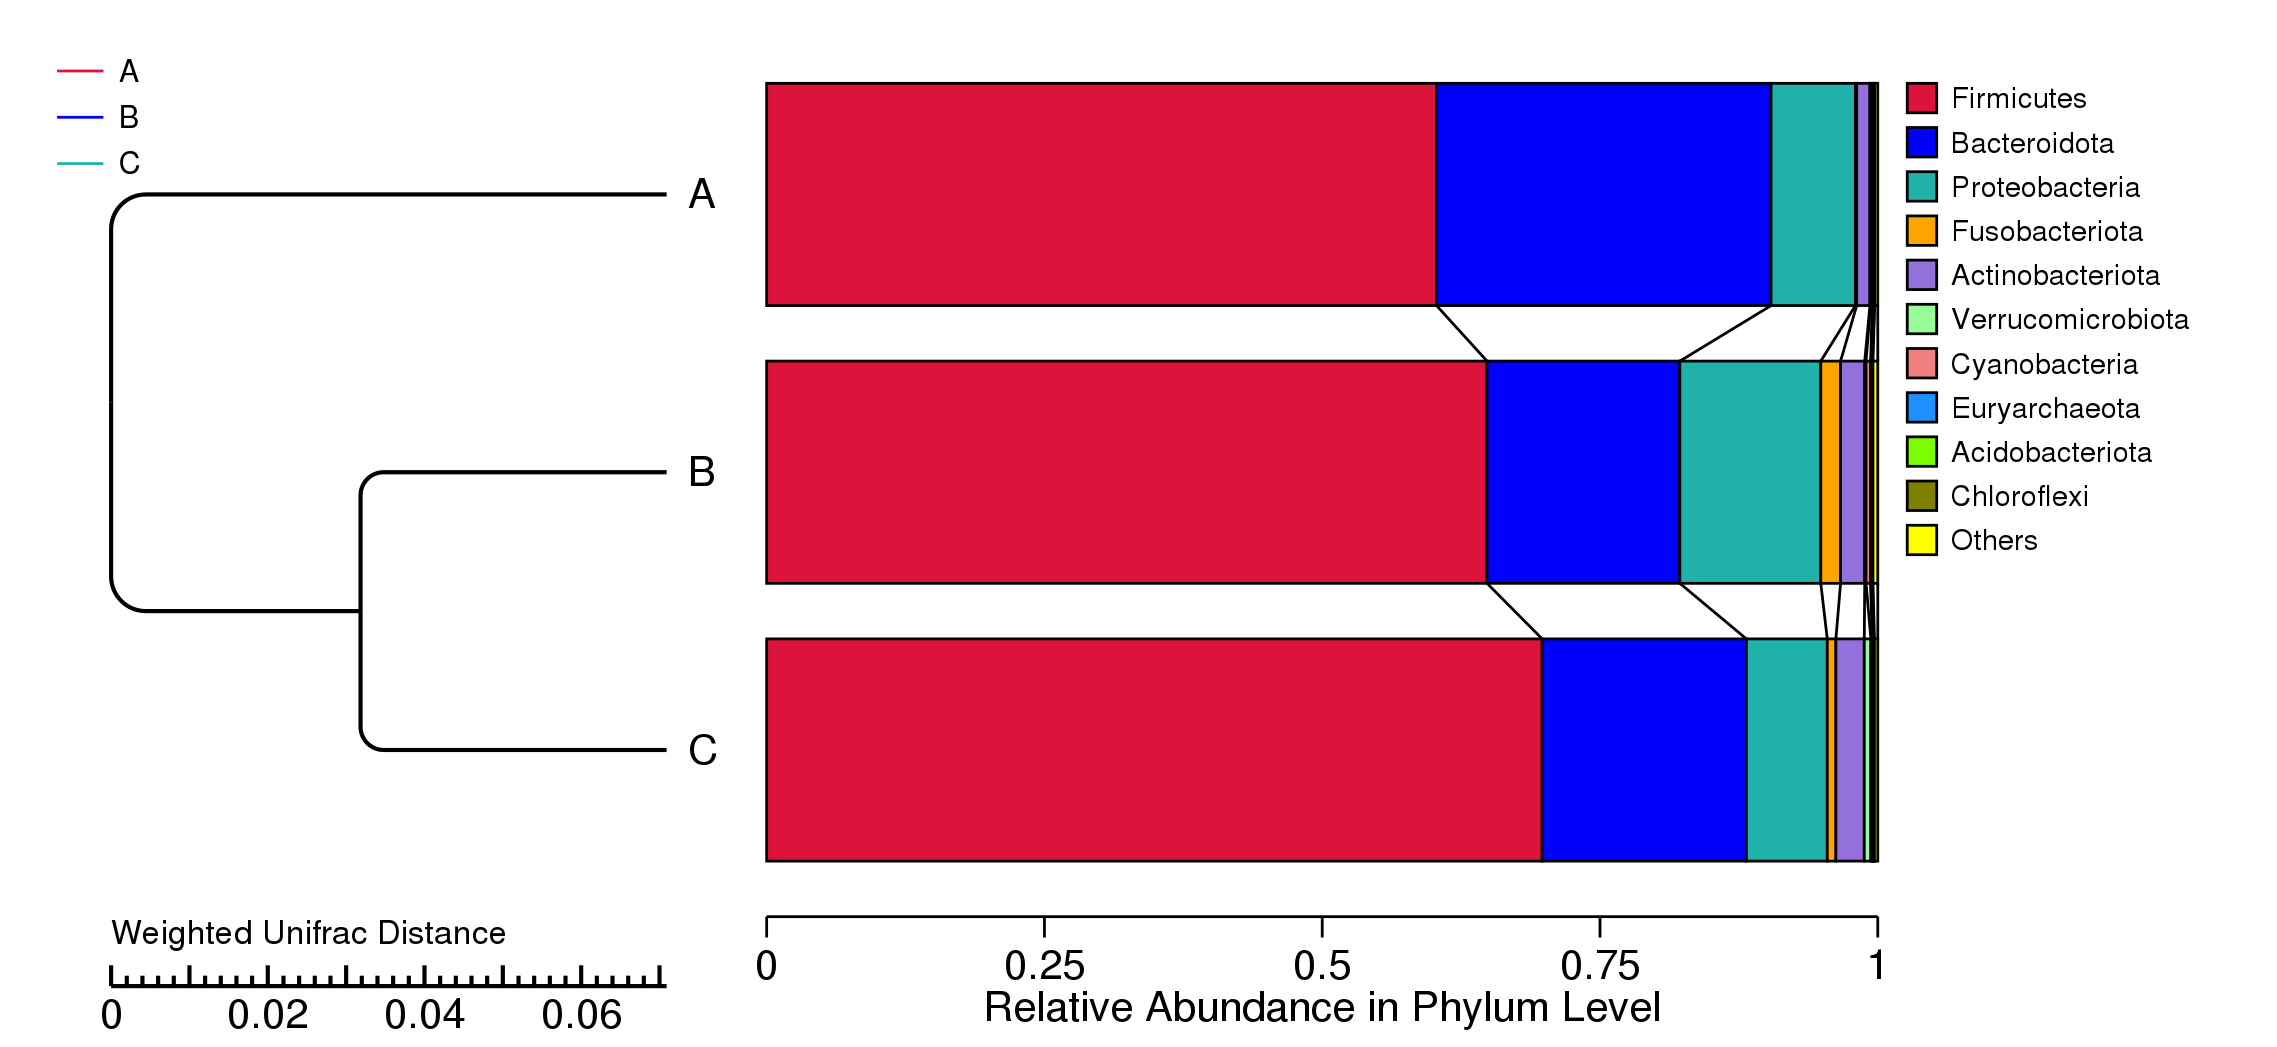 A
B
C
A
B
C
Firmicutes
Bacteroidota
Proteobacteria
Fusobacteriota
Actinobacteriota
Verrucomicrobiota
Cyanobacteria
Euryarchaeota
Acidobacteriota
Chloroflexi
Others
Weighted Unifrac Distance
0 0.02 0.04 0.06
0 0.25 0.5 0.75 1
Relative Abundance in Phylum Level